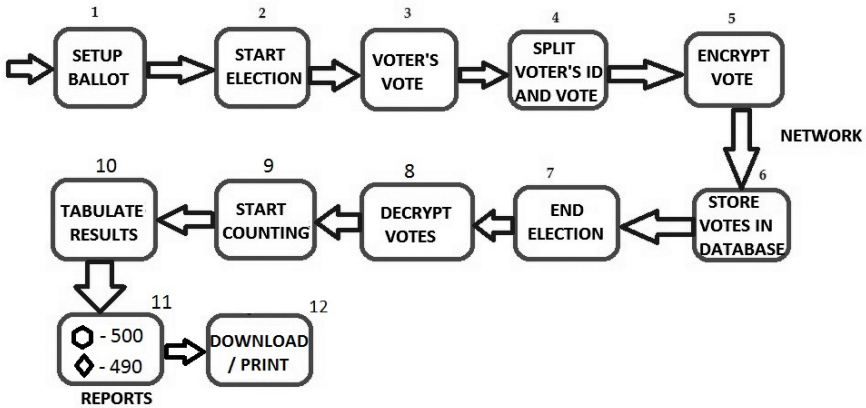 1
SETUP
BALLOT
2
START
ELECTION
3
VOTER'S
VOTE
4
SPLIT
VOTER'S ID
AND VOTE
5
ENCRYPT
VOTE
NETWORK
6
STORE
VOTES IN
DATABASE
7
END
ELECTION
8
DECRYPT
VOTES
9
START
COUNTING
10
TABULATE
RESULTS
11
- 500
- 490
REPORTS
12
DOWNLOAD
/ PRINT